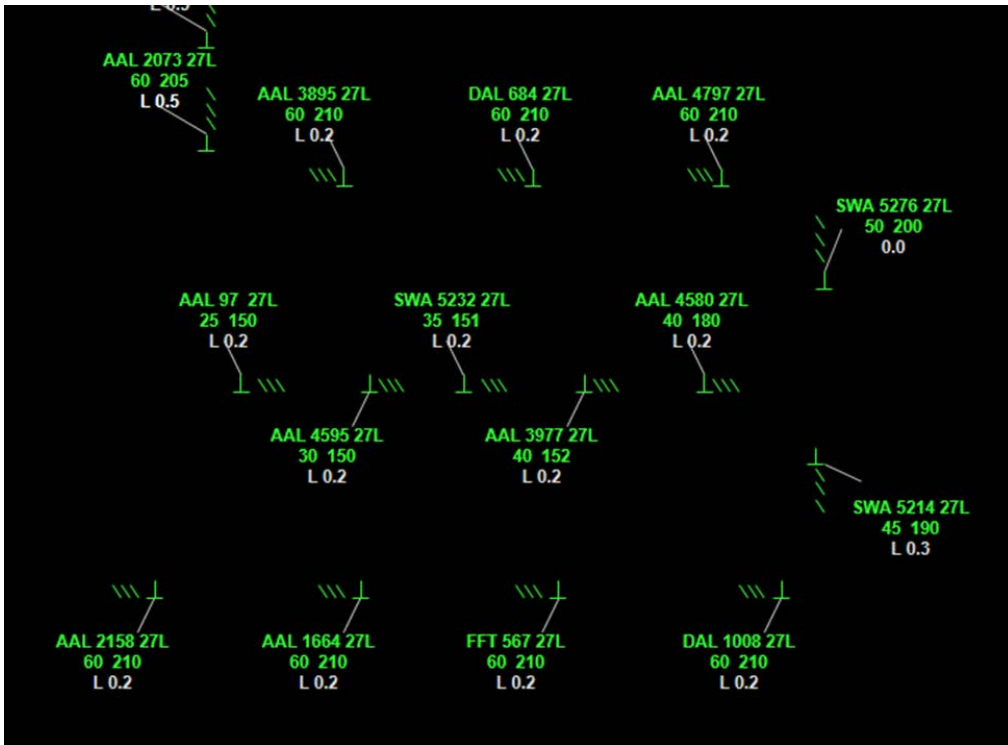 L 0.5
AAL 2073 27L
60 205
L 0.5
AAL 3895 27L
60 210
L 0.2
DAL 684 27L
60 210
L 0.2
AAL 4797 27L
60 210
L 0.2
SWA 5276 27L
50 200
0.0
AAL 97 27L
25 150
L 0.2
SWA 5232 27L
35 151
L 0.2
AAL 4580 27L
40 180
L 0.2
AAL 4595 27L
30 150
L 0.2
AAL 3977 27L
40 152
L 0.2
SWA 5214 27L
45 190
L 0.3
AAL 2158 27L
60 210
L 0.2
AAL 1664 27L
60 210
L 0.2
FFT 567 27L
60 210
L 0.2
DAL 1008 27L
60 210
L 0.2